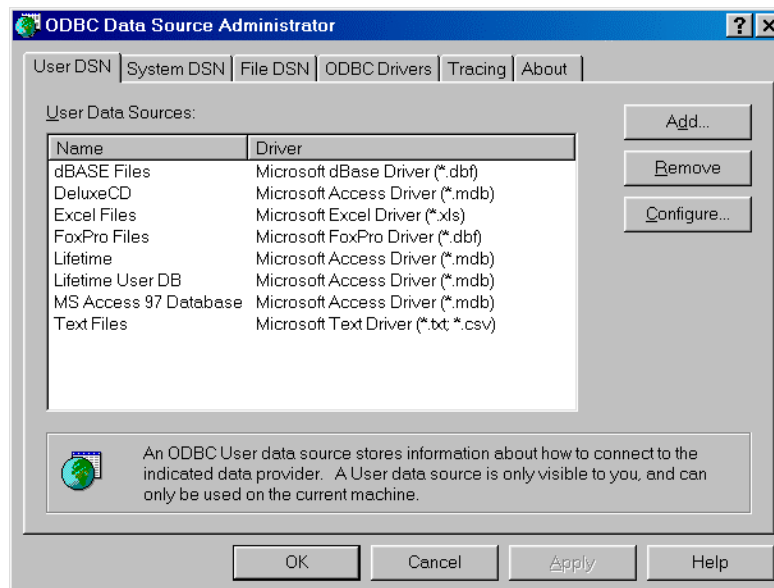 ODBC Data Source Administrator
User DSN System DSN File DSN ODBC Drivers Tracing About
User Data Sources:
Name Driver
dBASE Files Microsoft dBase Driver (*.dbf)
DeluxeCD Microsoft Access Driver (*.mdb)
Excel Files Microsoft Excel Driver (*.xls)
FoxPro Files Microsoft FoxPro Driver (*.dbf)
Lifetime Microsoft Access Driver (*.mdb)
Lifetime User DB Microsoft Access Driver (*.mdb)
MS Access 97 Database Microsoft Access Driver (*.mdb)
Text Files Microsoft Text Driver (*.txt; *.csv)
Add...
Remove
Configure...
An ODBC User data source stores information about how to connect to the
indicated data provider. A User data source is only visible to you, and can
only be used on the current machine.
OK Cancel Apply Help